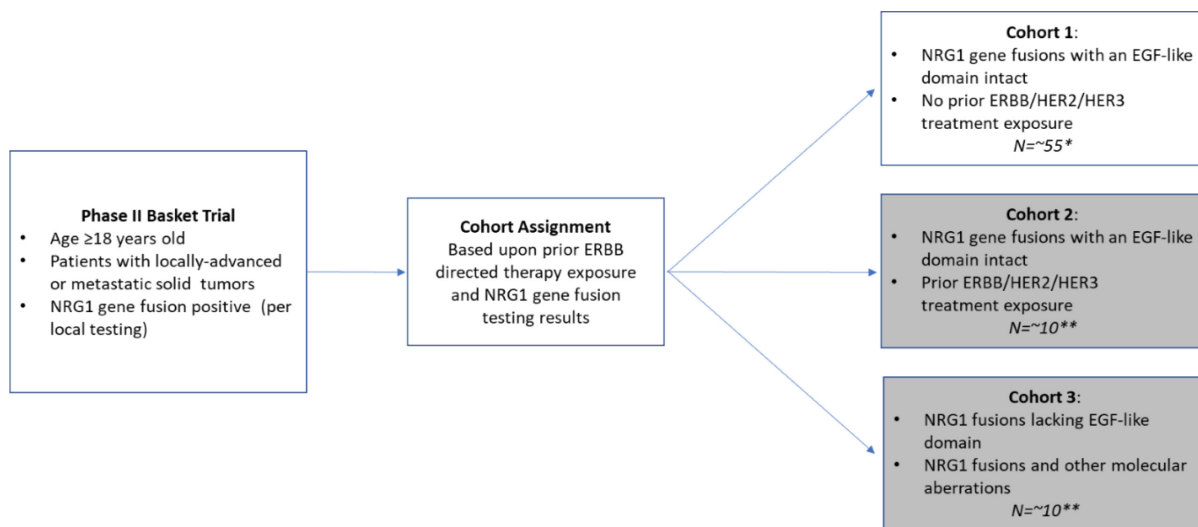 Phase II Basket Trial
• Age ≥18 years old
• Patients with locally-advanced
or metastatic solid tumors
• NRG1 gene fusion positive (per
local testing)
Cohort Assignment
Based upon prior ERBB
directed therapy exposure
and NRG1 gene fusion
testing results
Cohort 1:
• NRG1 gene fusions with an EGF-like
domain intact
• No prior ERBB/HER2/HER3
treatment exposure
N=~55*
Cohort 2:
• NRG1 gene fusions with an EGF-like
domain intact
• Prior ERBB/HER2/HER3
treatment exposure
N=~10**
Cohort 3:
• NRG1 fusions lacking EGF-like
domain
• NRG1 fusions and other molecular
aberrations
N=~10**